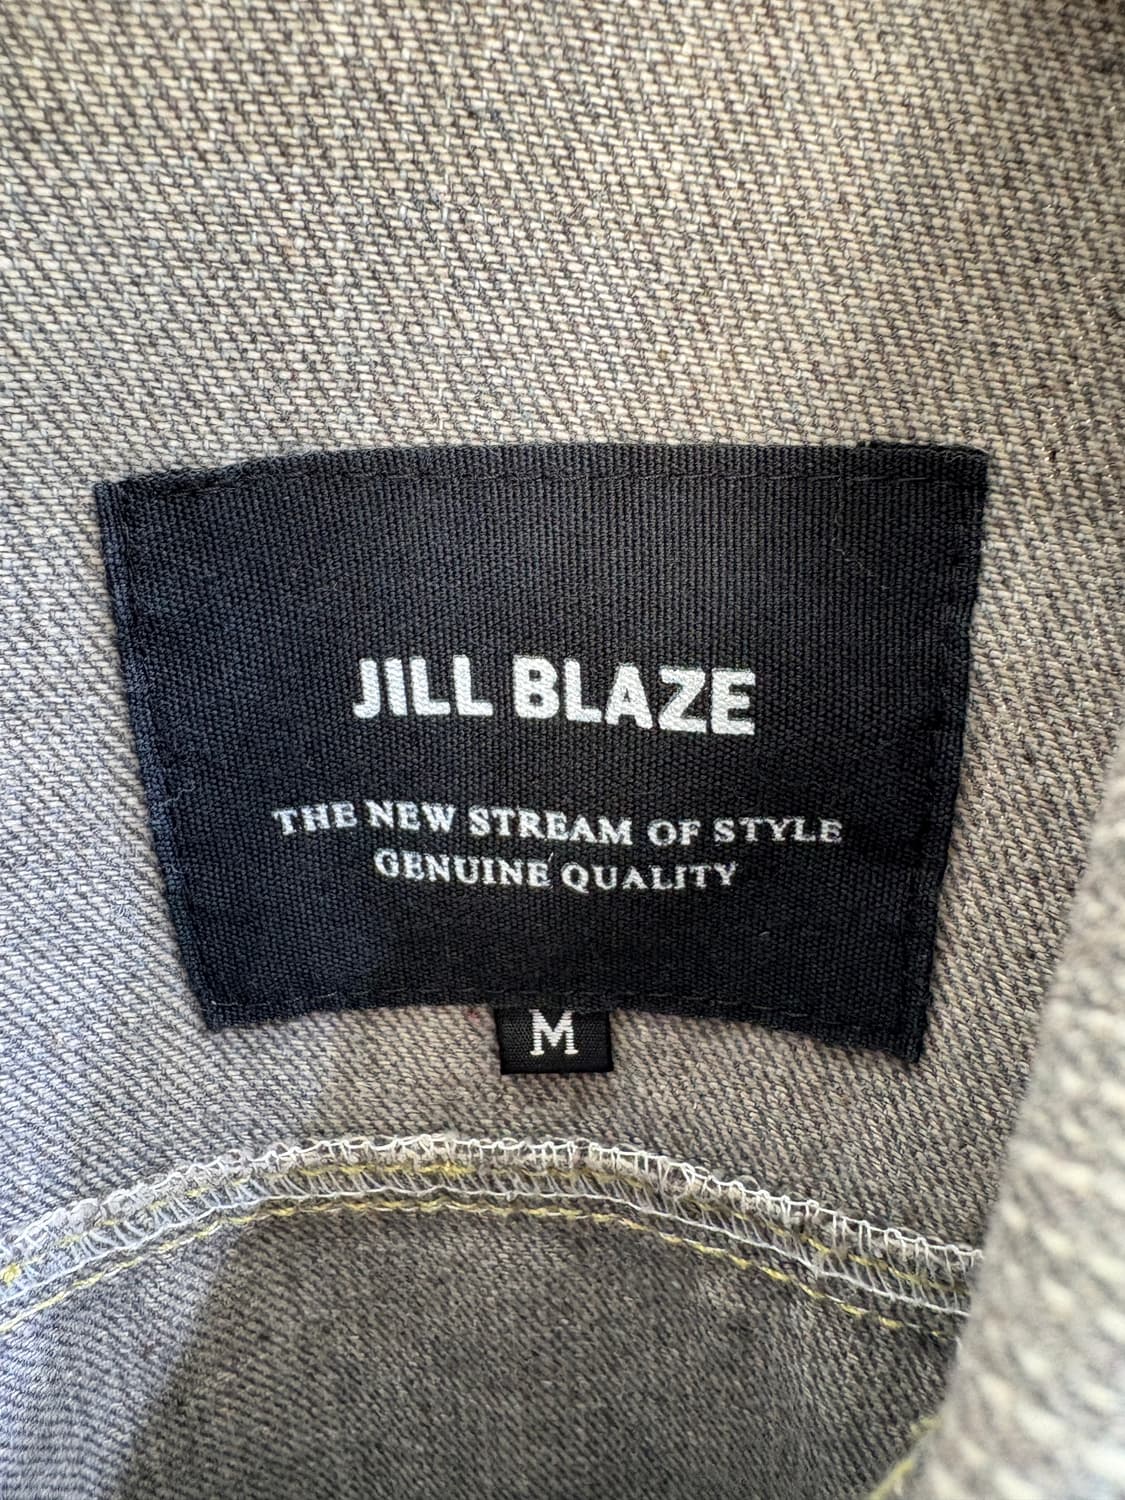 JILL BLAZE
THE NEW STREAM OF STYLE
GENUINE QUALITY
M